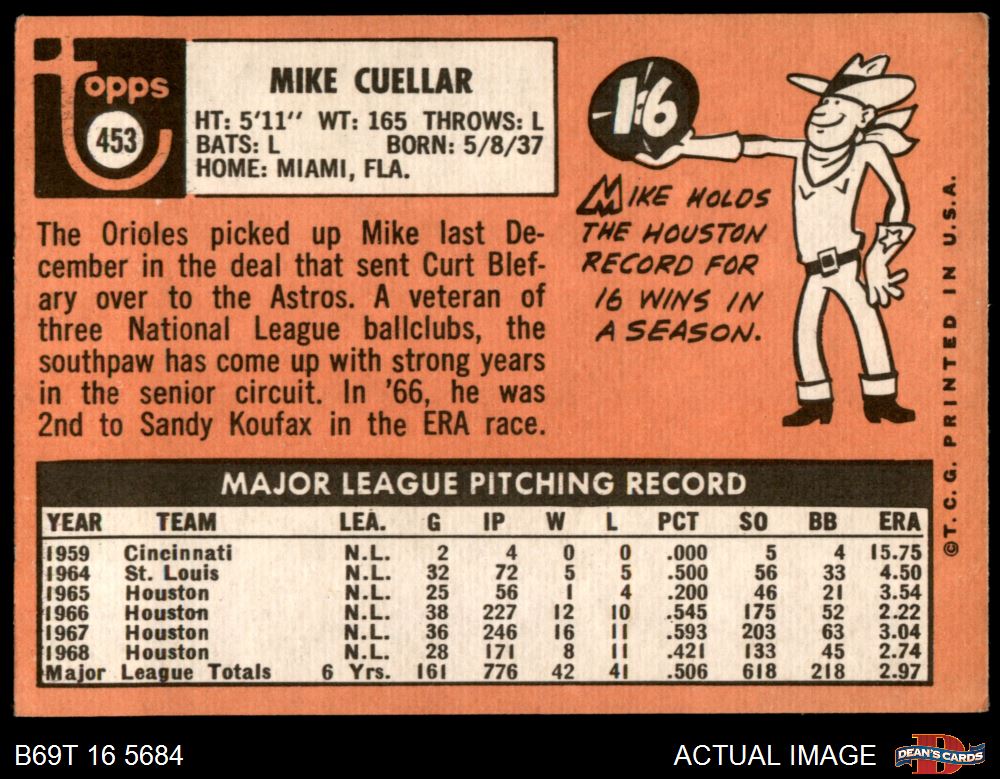 Topps
453
MIKE CUELLAR
HT: 5'11" WT: 165 THROWS: L
BATS: L BORN: 5/8/37
HOME: MIAMI, FLA.
16
MIKE HOLDS
THE HOUSTON
RECORD FOR
16 WINS IN
A SEASON.
The Orioles picked up Mike last De-
cember in the deal that sent Curt Blef-
ary over to the Astros. A veteran of
three National League ballclubs, the
southpaw has come up with strong years
in the senior circuit. In '66, he was
2nd to Sandy Koufax in the ERA race.
©T. C. G. PRINTED IN U.S.A.
MAJOR LEAGUE PITCHING RECORD
YEAR TEAM LEA. G IP W L PCT SO BB ERA
1959 Cincinnati N.L. 2 4 0 0 .000 5 4 15.75
1964 St. Louis N.L. 32 72 5 5 .500 56 33 4.50
1965 Houston N.L. 25 56 1 4 .200 46 21 3.54
1966 Houston N.L. 38 227 12 10 .545 175 52 2.22
1967 Houston N.L. 36 246 16 11 .593 203 63 3.04
1968 Houston N.L. 28 171 8 11 .421 133 45 2.74
Major League Totals 6 Yrs. 161 776 42 41 .506 618 218 2.97
B69T 16 5684
ACTUAL IMAGE
DEAN'S CARDS